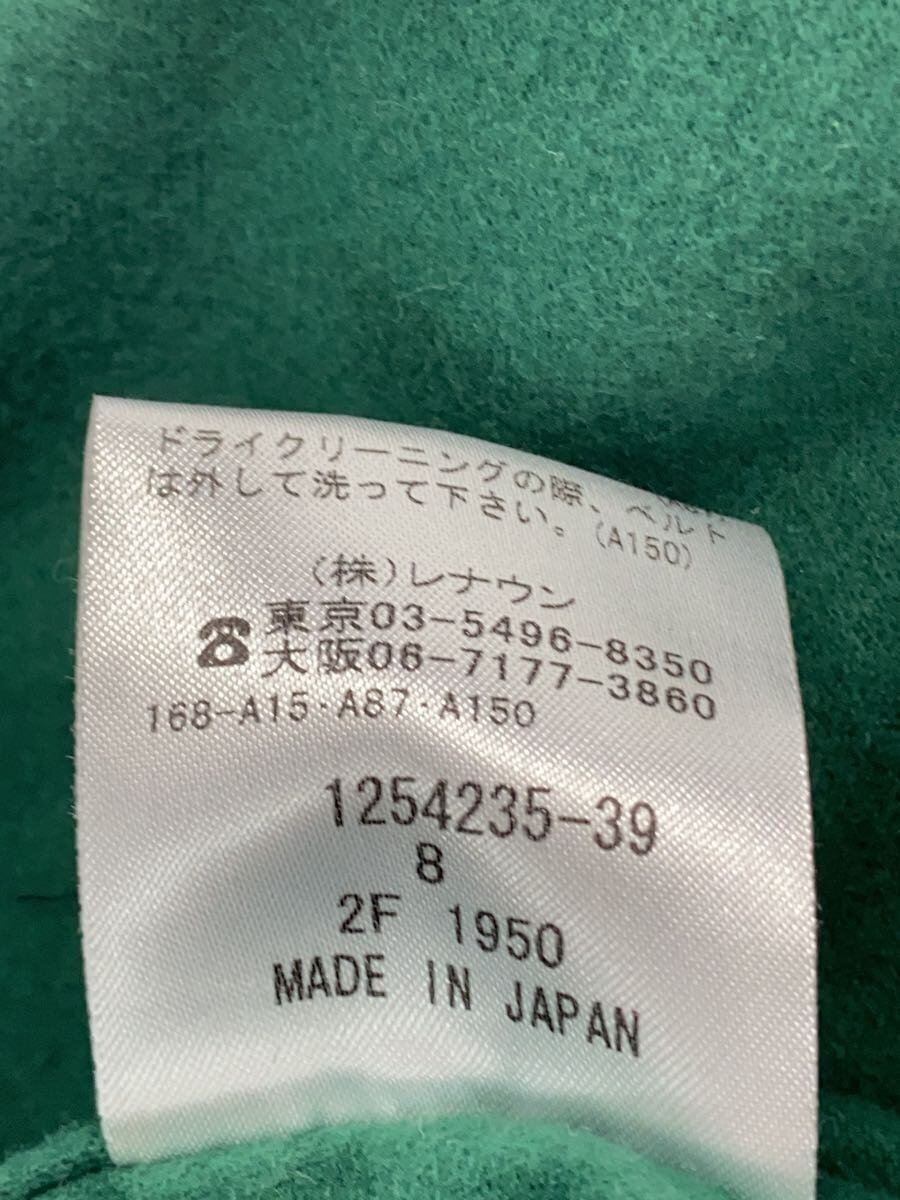 ドライクリーニングの際、ベルト
は外して洗って下さい。(A150)
(株)レナウン
☎東京03-5496-8350
大阪06-7177-3860
168-A15・A87・A150
1254235-39
8
2F 1950
MADE IN JAPAN